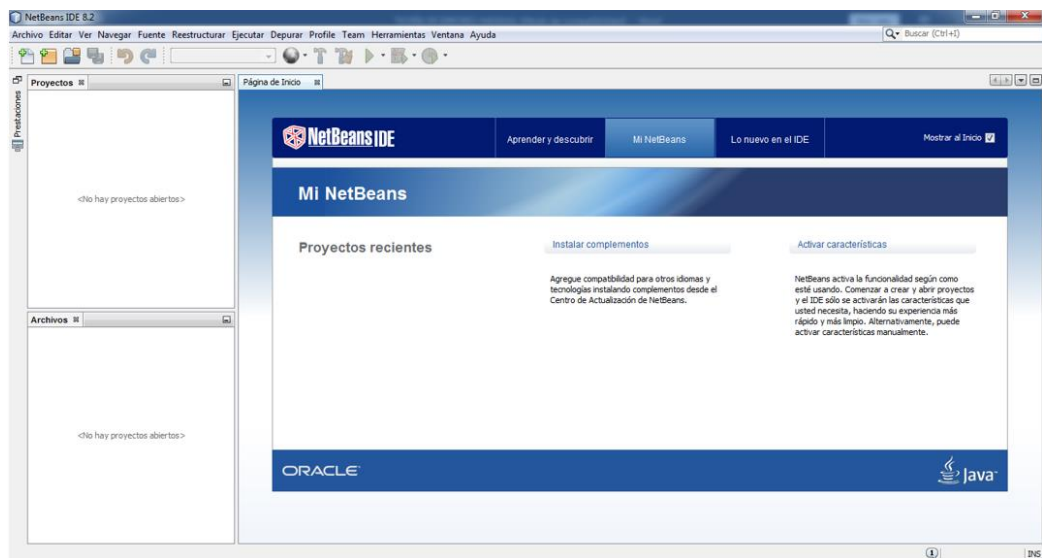 NetBeans IDE 8.2
Archivo Editar Ver Navegar Fuente Reestructurar Ejecutar Depurar Profile Team Herramientas Ventana Ayuda
Buscar (Ctrl+I)
Prestaciones
Proyectos
<No hay proyectos abiertos>
Archivos
<No hay proyectos abiertos>
Página de Inicio
NetBeans IDE
Aprender y descubrir
Mi NetBeans
Lo nuevo en el IDE
Mostrar al Inicio
Mi NetBeans
Proyectos recientes
Instalar complementos
Agregue compatibilidad para otros idiomas y
tecnologías instalando complementos desde el
Centro de Actualización de NetBeans.
Activar características
NetBeans activa la funcionalidad según como
esté usando. Comenzar a crear y abrir proyectos
y el IDE sólo se activarán las características que
usted necesita, haciendo su experiencia más
rápido y más limpio. Alternativamente, puede
activar características manualmente.
ORACLE
Java
1
INS